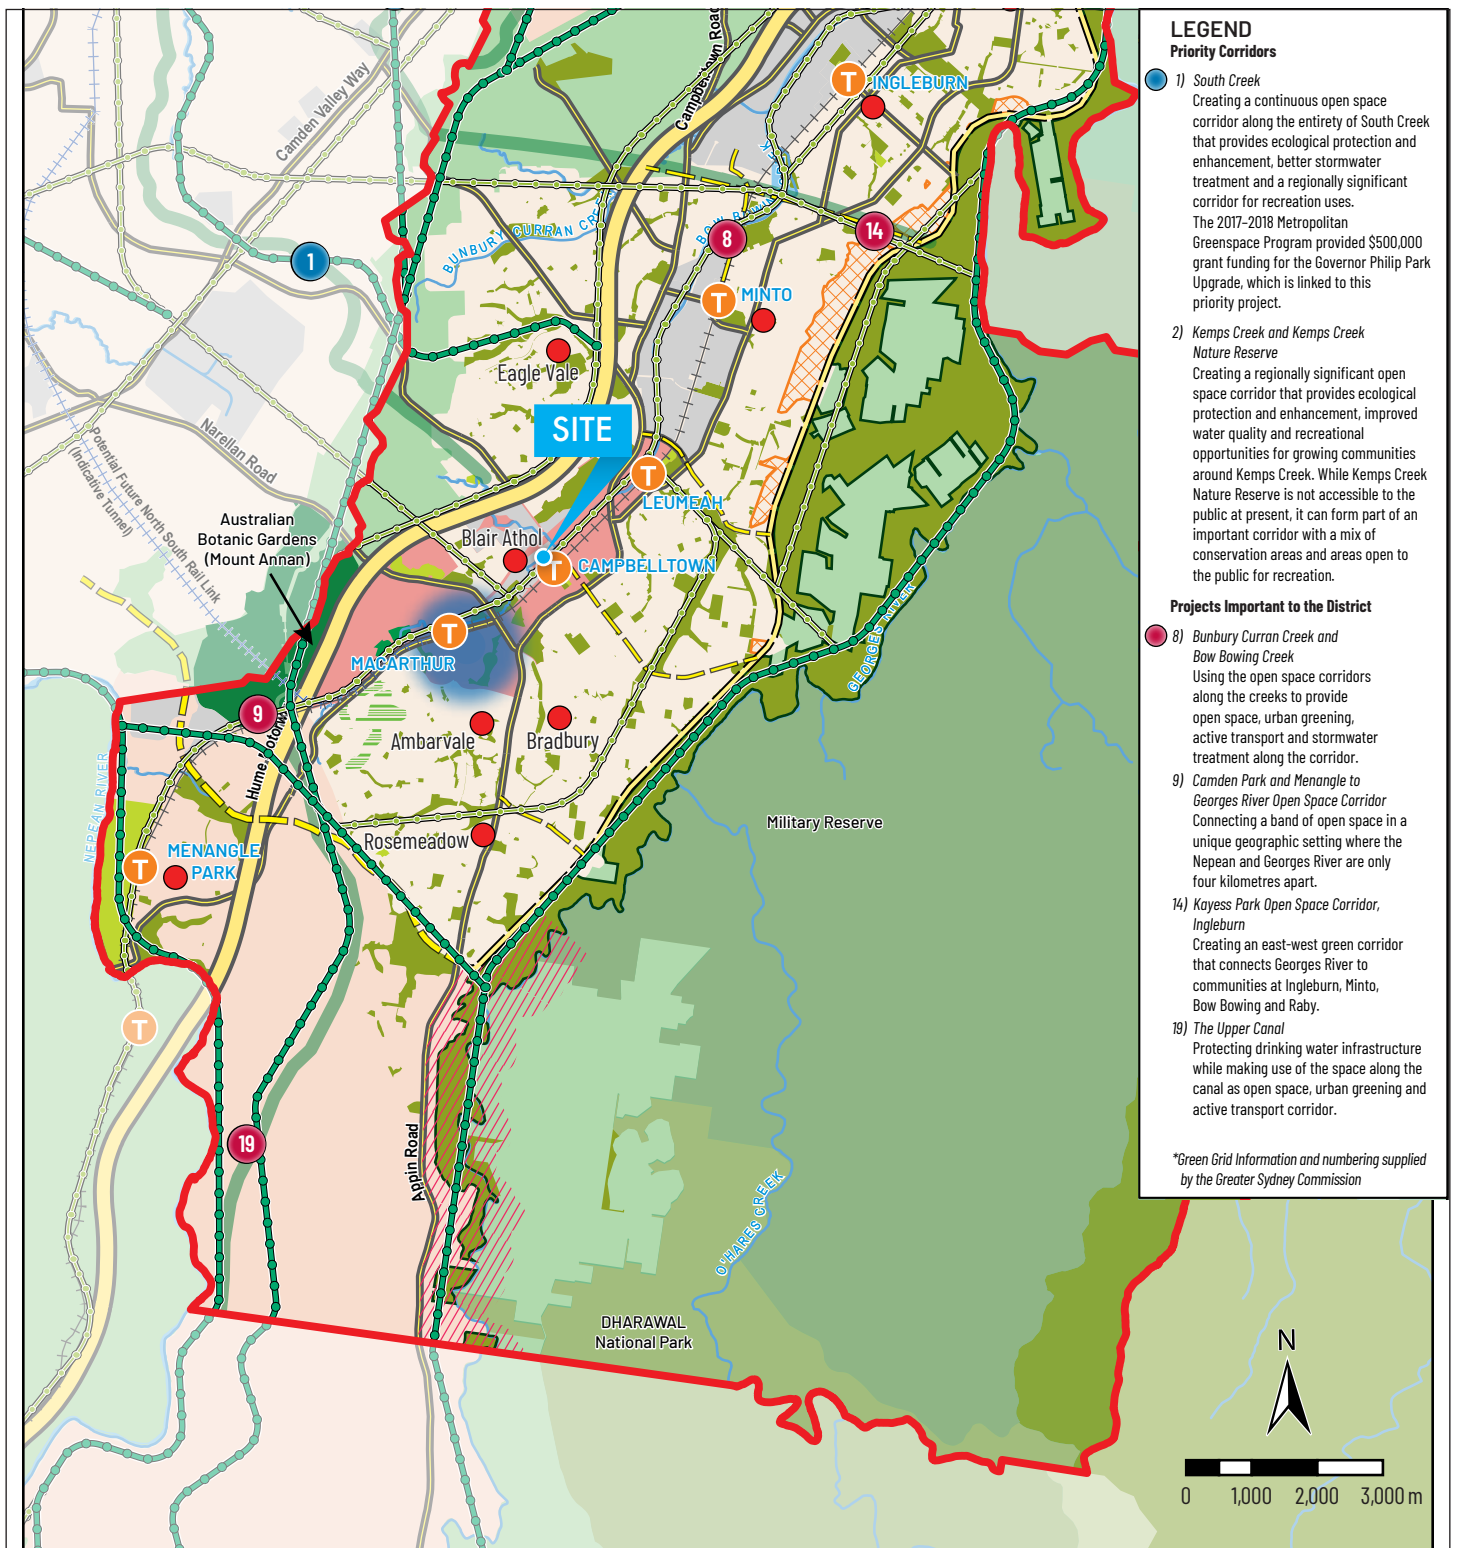 LEGEND
Priority Corridors
1) South Creek
Creating a continuous open space
corridor along the entirety of South Creek
that provides ecological protection and
enhancement, better stormwater
treatment and a regionally significant
corridor for recreation uses.
The 2017–2018 Metropolitan
Greenspace Program provided $500,000
grant funding for the Governor Philip Park
Upgrade, which is linked to this
priority project.
2) Kemps Creek and Kemps Creek
Nature Reserve
Creating a regionally significant open
space corridor that provides ecological
protection and enhancement, improved
water quality and recreational
opportunities for growing communities
around Kemps Creek. While Kemps Creek
Nature Reserve is not accessible to the
public at present, it can form part of an
important corridor with a mix of
conservation areas and areas open to
the public for recreation.
Projects Important to the District
8) Bunbury Curran Creek and
Bow Bowing Creek
Using the open space corridors
along the creeks to provide
open space, urban greening,
active transport and stormwater
treatment along the corridor.
9) Camden Park and Menangle to
Georges River Open Space Corridor
Connecting a band of open space in a
unique geographic setting where the
Nepean and Georges River are only
four kilometres apart.
14) Kayess Park Open Space Corridor,
Ingleburn
Creating an east-west green corridor
that connects Georges River to
communities at Ingleburn, Minto,
Bow Bowing and Raby.
19) The Upper Canal
Protecting drinking water infrastructure
while making use of the space along the
canal as open space, urban greening and
active transport corridor.
*Green Grid Information and numbering supplied
by the Greater Sydney Commission
Campbelltown Road
Camden Valley Way
T
INGLEBURN
BUNBURY CURRAN CREEK
BOW BOWING
8
14
1
T
MINTO
Eagle Vale
SITE
Narellan Road
Potential Future North South Rail Link
(Indicative Tunnel)
T
LEUMEAH
Australian
Botanic Gardens
(Mount Annan)
Blair Athol
T
CAMPBELLTOWN
GEORGES RIVER
T
MACARTHUR
9
Ambarvale
Bradbury
Hume Motorway
NEPEAN RIVER
Military Reserve
Rosemeadow
T
MENANGLE
PARK
T
19
Appin Road
O'HARES CREEK
DHARAWAL
National Park
N
0
1,000
2,000
3,000 m